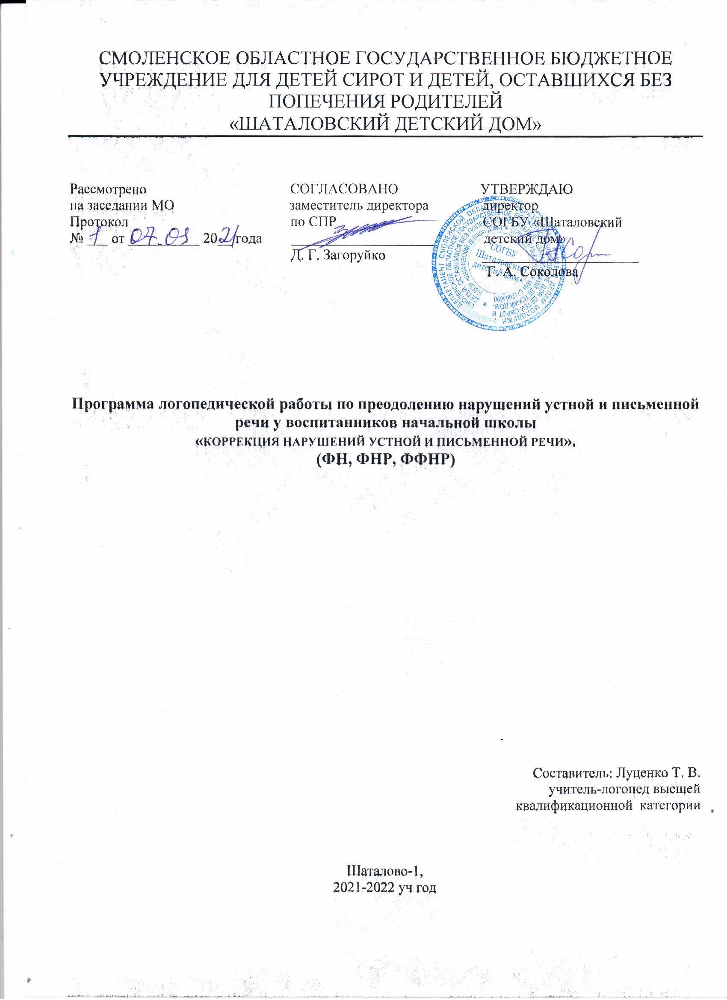 СМОЛЕНСКОЕ ОБЛАСТНОЕ ГОСУДАРСТВЕННОЕ БЮДЖЕТНОЕ
УЧРЕЖДЕНИЕ ДЛЯ ДЕТЕЙ СИРОТ И ДЕТЕЙ, ОСТАВШИХСЯ БЕЗ
ПОПЕЧЕНИЯ РОДИТЕЛЕЙ
«ШАТАЛОВСКИЙ ДЕТСКИЙ ДОМ»
Рассмотрено
на заседании МО
Протокол
№ 1 от 07.09 2021 года
СОГЛАСОВАНО
заместитель директора
по СПР
Д. Г. Загоруйко
УТВЕРЖДАЮ
директор
СОГБУ «Шаталовский
детский дом»
Г. А. Соколова
СОГБУ
Шаталовский
детский дом»
Программа логопедической работы по преодолению нарушений устной и письменной
речи у воспитанников начальной школы
«КОРРЕКЦИЯ НАРУШЕНИЙ УСТНОЙ И ПИСЬМЕННОЙ РЕЧИ».
(ФН, ФНР, ФФНР)
Составитель: Луценко Т. В.
учитель-логопед высшей
квалификационной категории
Шаталово-1,
2021-2022 уч год